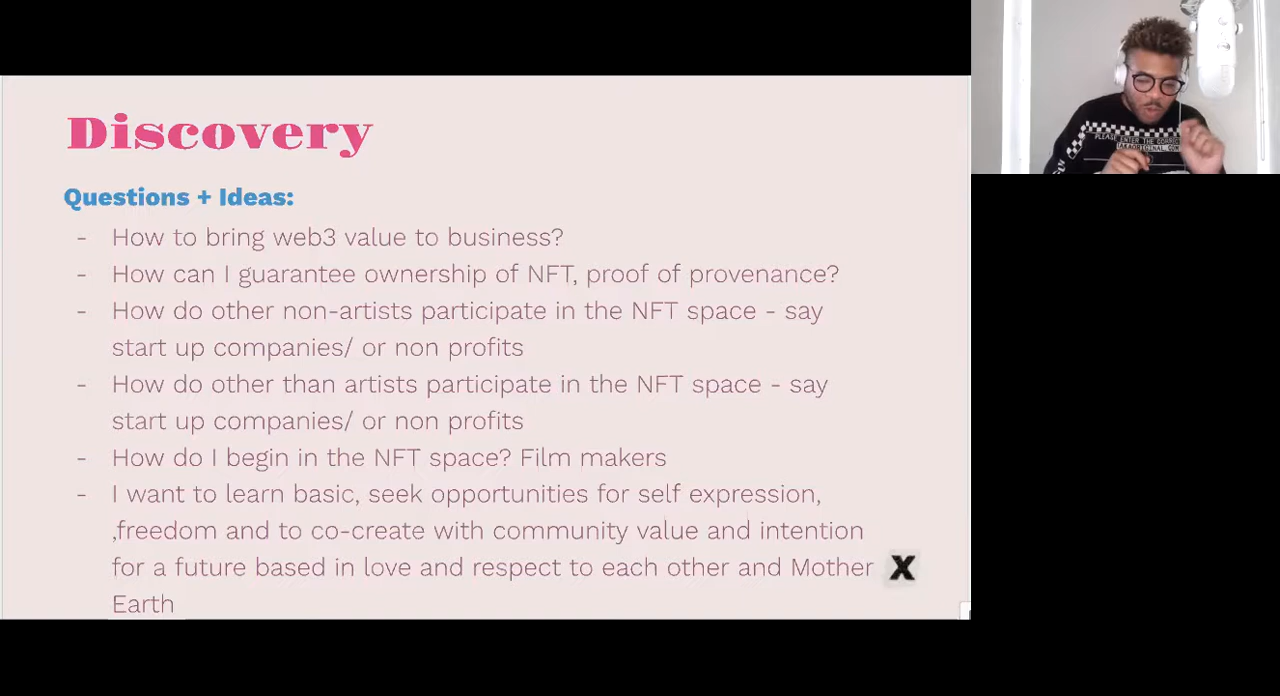 Discovery
Questions + Ideas:
- How to bring web3 value to business?
- How can I guarantee ownership of NFT, proof of provenance?
- How do other non-artists participate in the NFT space - say
start up companies/ or non profits
- How do other than artists participate in the NFT space - say
start up companies/ or non profits
- How do I begin in the NFT space? Film makers
- I want to learn basic, seek opportunities for self expression,
,freedom and to co-create with community value and intention
for a future based in love and respect to each other and Mother
Earth
X
PLEASE ENTER THE CORRE